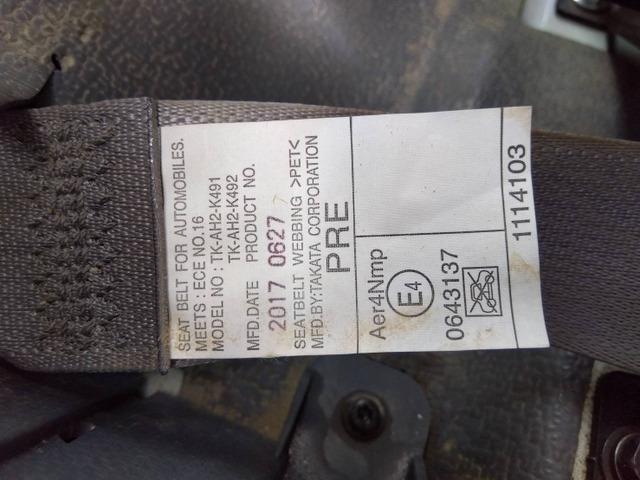 SEAT BELT FOR AUTOMOBILES.
MEETS : ECE NO.16
MODEL NO : TK-AH2-K491
TK-AH2-K492
MFD.DATE PRODUCT NO.
2017 0627
SEATBELT WEBBING >PET<
MFD.BY:TAKATA CORPORATION
PRE
Aer4Nmp
E4
0643137
1114103